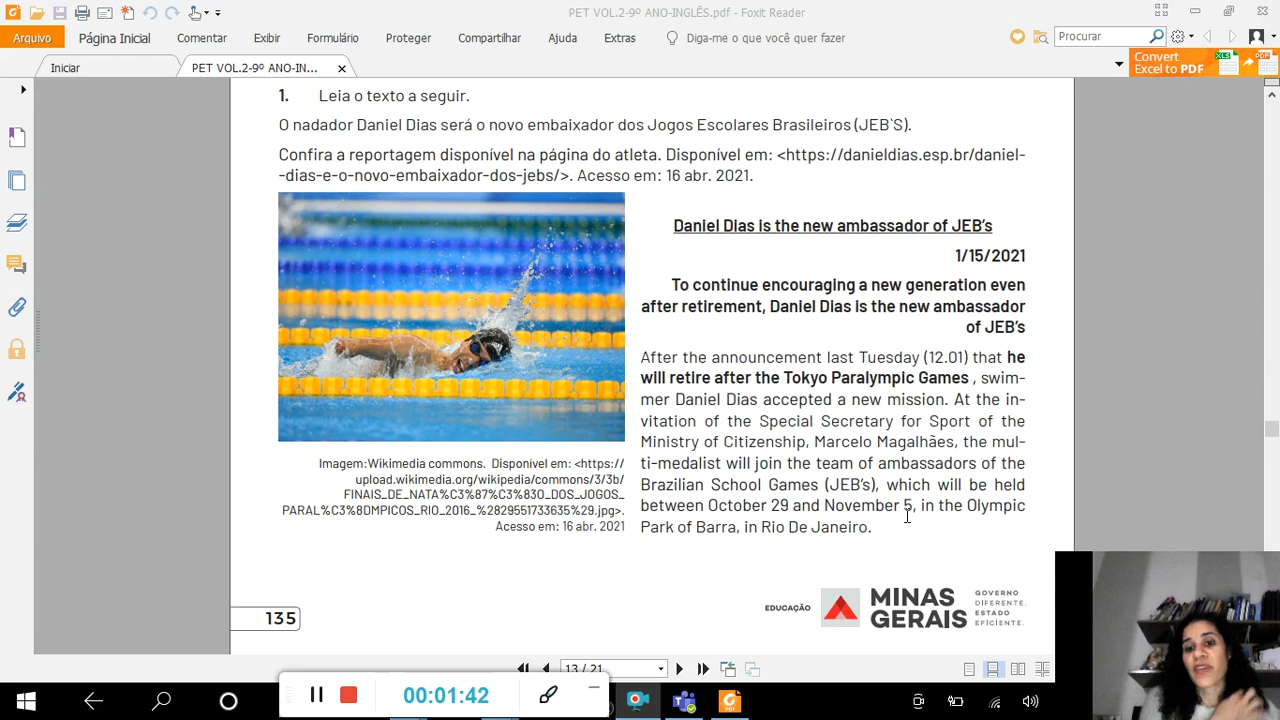 PET VOL.2-9º ANO-INGLÊS.pdf - Foxit Reader
Arquivo Página Inicial Comentar Exibir Formulário Proteger Compartilhar Ajuda Extras Diga-me o que você quer fazer Procurar
Iniciar PET VOL.2-9º ANO-IN... Convert
Excel to PDF
1. Leia o texto a seguir.
O nadador Daniel Dias será o novo embaixador dos Jogos Escolares Brasileiros (JEB`S).
Confira a reportagem disponível na página do atleta. Disponível em: <https://danieldias.esp.br/daniel-
-dias-e-o-novo-embaixador-dos-jebs/>. Acesso em: 16 abr. 2021.
Daniel Dias is the new ambassador of JEB's
1/15/2021
To continue encouraging a new generation even
after retirement, Daniel Dias is the new ambassador
of JEB's
After the announcement last Tuesday (12.01) that he
will retire after the Tokyo Paralympic Games , swim-
mer Daniel Dias accepted a new mission. At the in-
vitation of the Special Secretary for Sport of the
Ministry of Citizenship, Marcelo Magalhães, the mul-
ti-medalist will join the team of ambassadors of the
Brazilian School Games (JEB's), which will be held
between October 29 and November 5, in the Olympic
Park of Barra, in Rio De Janeiro.
Imagem:Wikimedia commons. Disponível em: <https://
upload.wikimedia.org/wikipedia/commons/3/3b/
FINAIS_DE_NATA%C3%87%C3%83O_DOS_JOGOS_
PARAL%C3%8DMPICOS_RIO_2016_%2829551733635%29.jpg>.
Acesso em: 16 abr. 2021
135
EDUCAÇÃO
MINAS
GERAIS
GOVERNO
DIFERENTE.
ESTADO
EFICIENTE.
13 / 21
00:01:42